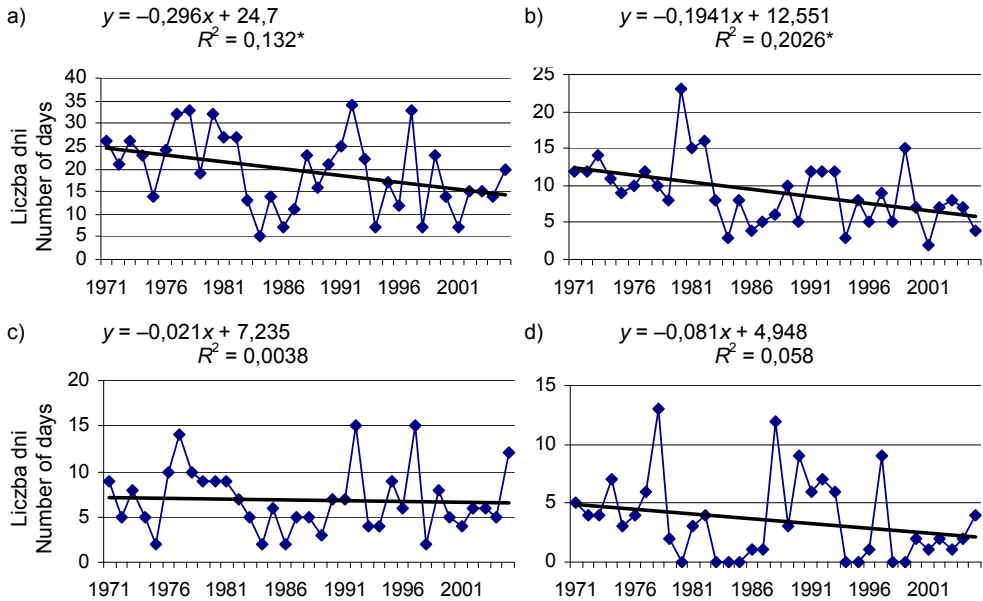 a)
y = –0,296x + 24,7
R² = 0,132*
Liczba dni
Number of days
40
35
30
25
20
15
10
5
0
1971 1976 1981 1986 1991 1996 2001
b)
y = –0,1941x + 12,551
R² = 0,2026*
25
20
15
10
5
0
1971 1976 1981 1986 1991 1996 2001
c)
y = –0,021x + 7,235
R² = 0,0038
Liczba dni
Number of days
20
15
10
5
0
1971 1976 1981 1986 1991 1996 2001
d)
y = –0,081x + 4,948
R² = 0,058
15
10
5
0
1971 1976 1981 1986 1991 1996 2001